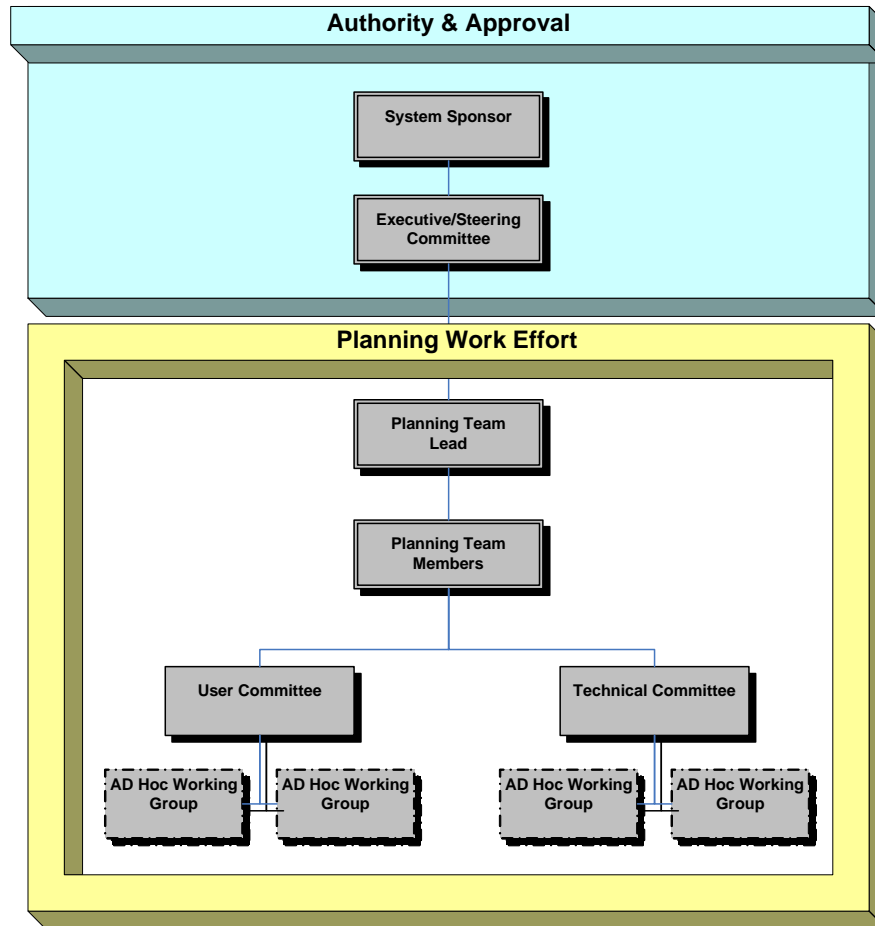 Authority & Approval
System Sponsor
Executive/Steering
Committee
Planning Work Effort
Planning Team
Lead
Planning Team
Members
User Committee
Technical Committee
AD Hoc Working
Group
AD Hoc Working
Group
AD Hoc Working
Group
AD Hoc Working
Group